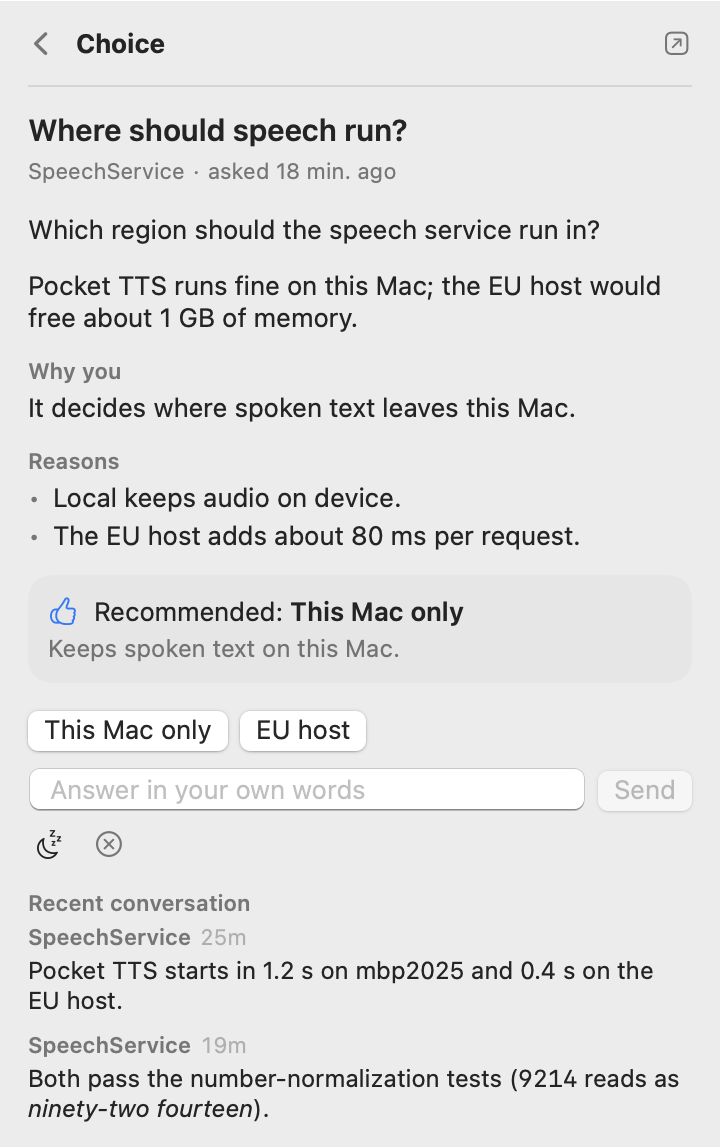 Choice
Where should speech run?
SpeechService · asked 18 min. ago
Which region should the speech service run in?
Pocket TTS runs fine on this Mac; the EU host would
free about 1 GB of memory.
Why you
It decides where spoken text leaves this Mac.
Reasons
• Local keeps audio on device.
• The EU host adds about 80 ms per request.
Recommended: This Mac only
Keeps spoken text on this Mac.
This Mac only EU host
Answer in your own words Send
Recent conversation
SpeechService 25m
Pocket TTS starts in 1.2 s on mbp2025 and 0.4 s on the
EU host.
SpeechService 19m
Both pass the number-normalization tests (9214 reads as
ninety-two fourteen).